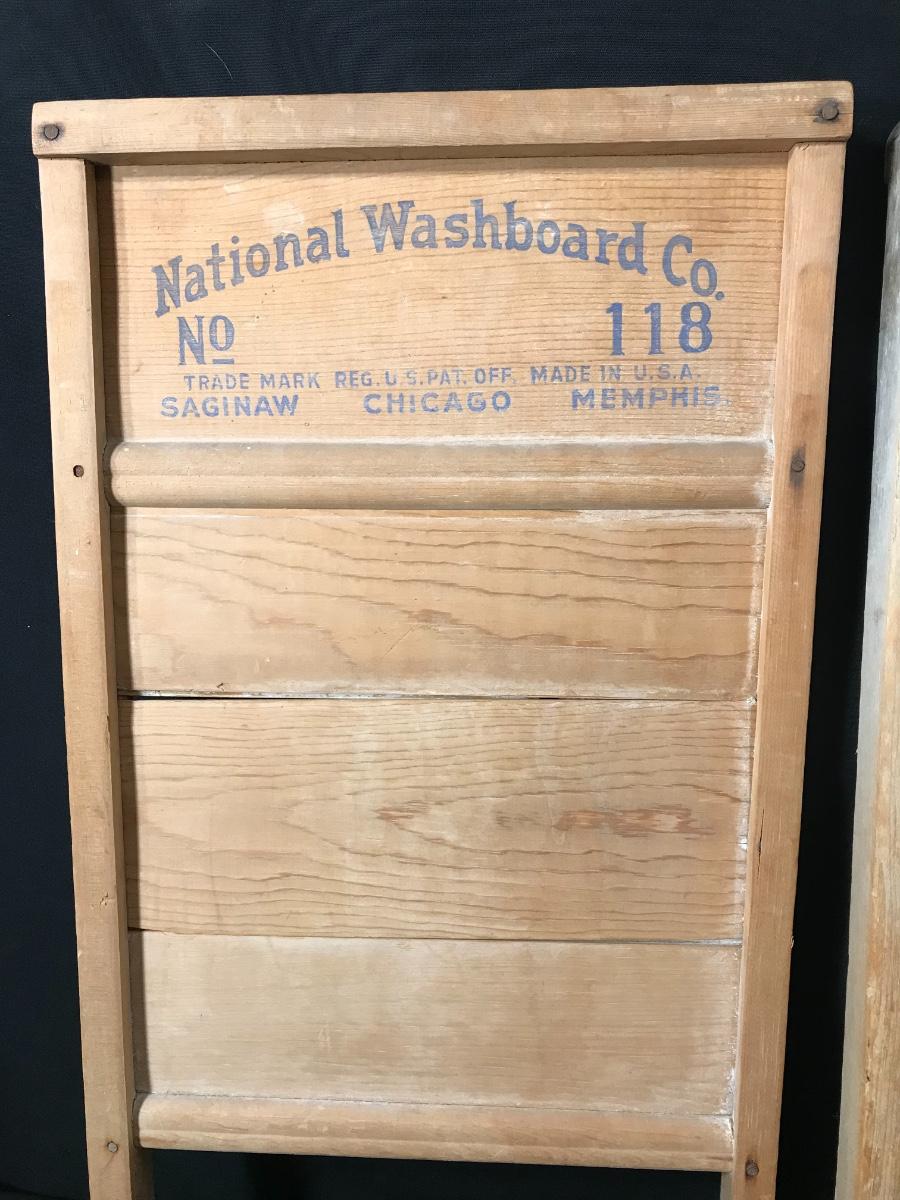 National Washboard Co.
No 118
TRADE MARK REG. U.S. PAT. OFF. MADE IN U.S.A.
SAGINAW CHICAGO MEMPHIS.